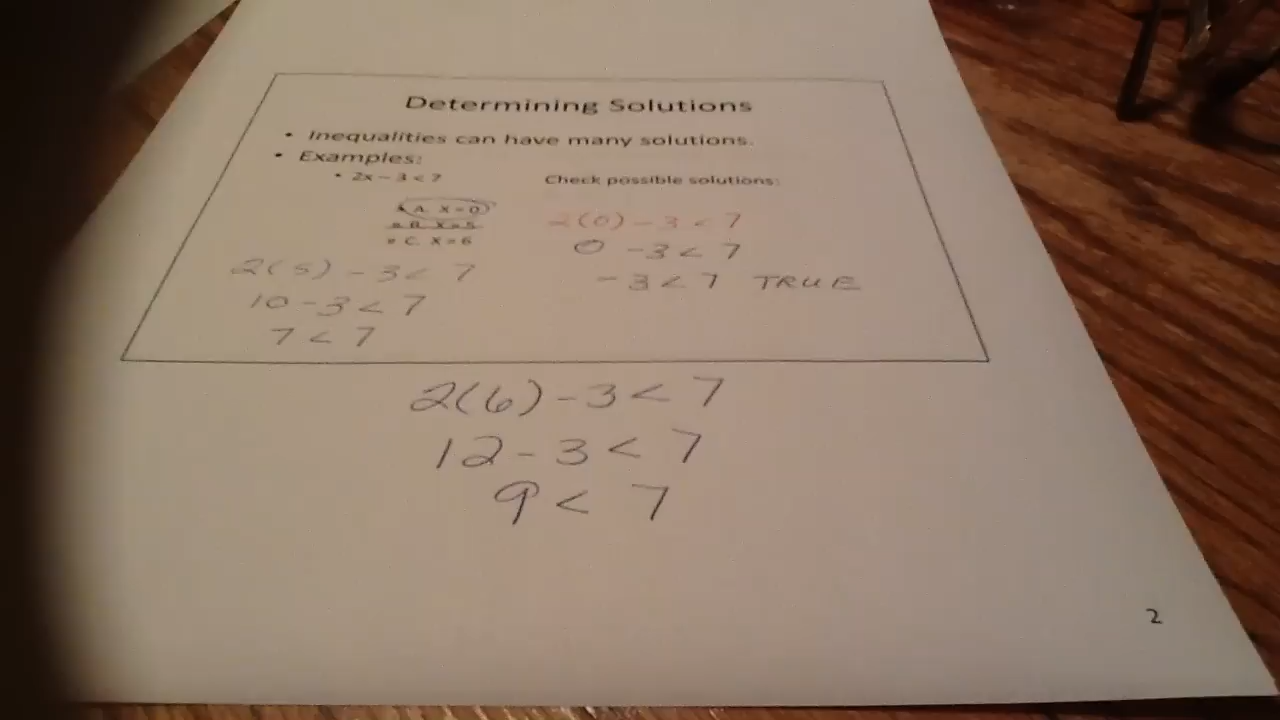 Determining Solutions
• Inequalities can have many solutions.
• Examples:
• 2x – 3 < 7
Check possible solutions:
A. X = 0
B. X = 5
C. X = 6
2(0) - 3 < 7
0 - 3 < 7
- 3 < 7 TRUE
2(5) - 3 < 7
10 - 3 < 7
7 < 7
2(6) - 3 < 7
12 - 3 < 7
9 < 7
2